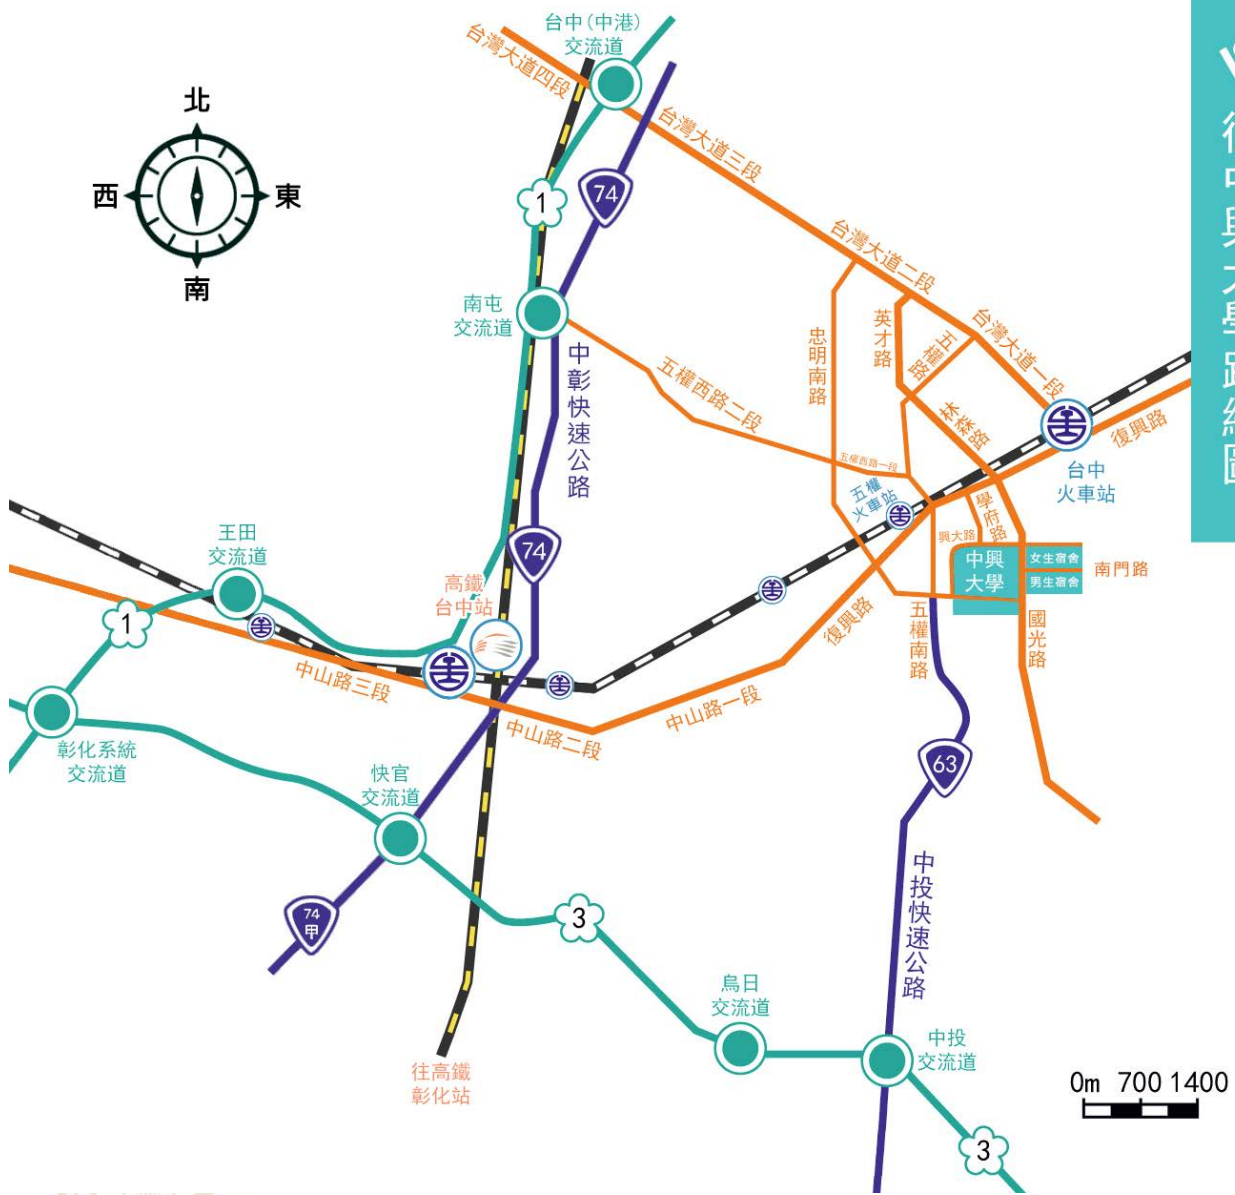 台中(中港)
交流道
台灣大道四段
台灣大道三段
北
西
東
南
74
1
台灣大道二段
南屯
交流道
英才路
五權路
台灣大道一段
忠明南路
中彰快速公路
五權西路二段
林森路
復興路
五權西路一段
台中
火車站
五權
火車站
學府路
王田
交流道
74
興大路
中興
大學
女生宿舍
男生宿舍
南門路
高鐵
台中站
1
復興路
五權南路
國光路
中山路三段
中山路一段
中山路二段
彰化系統
交流道
63
快官
交流道
74
甲
3
中投快速公路
烏日
交流道
中投
交流道
往高鐵
彰化站
0m 700 1400
3
中興大學路線圖